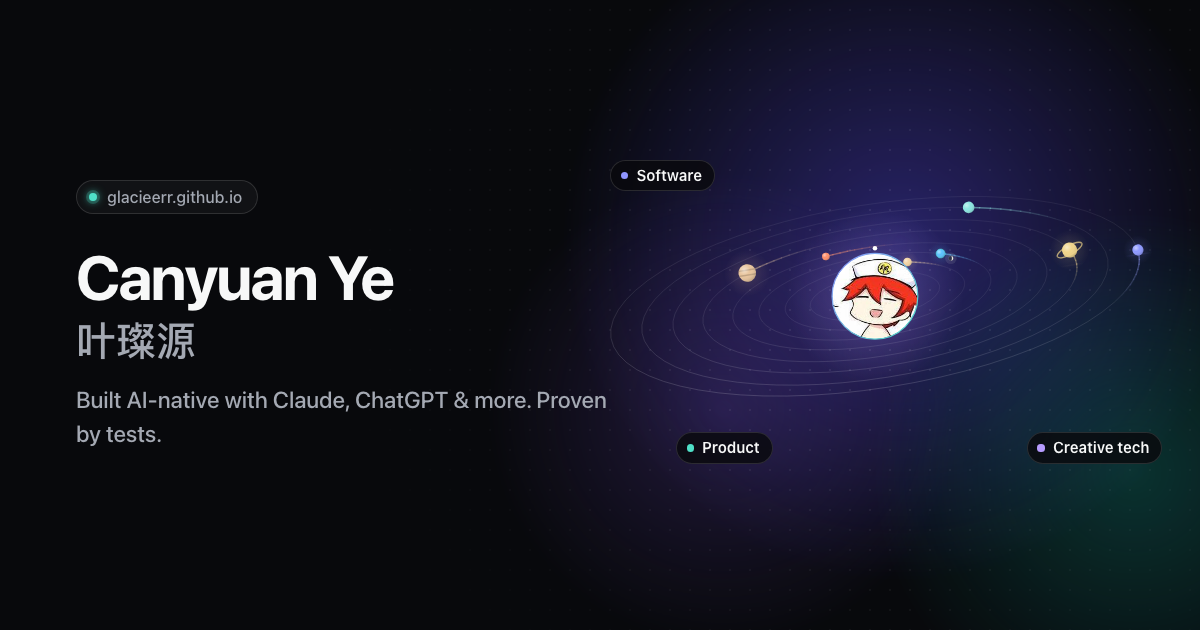 glacieerr.github.io
Canyuan Ye
叶璨源
Built AI-native with Claude, ChatGPT & more. Proven
by tests.
Software
Product
Creative tech